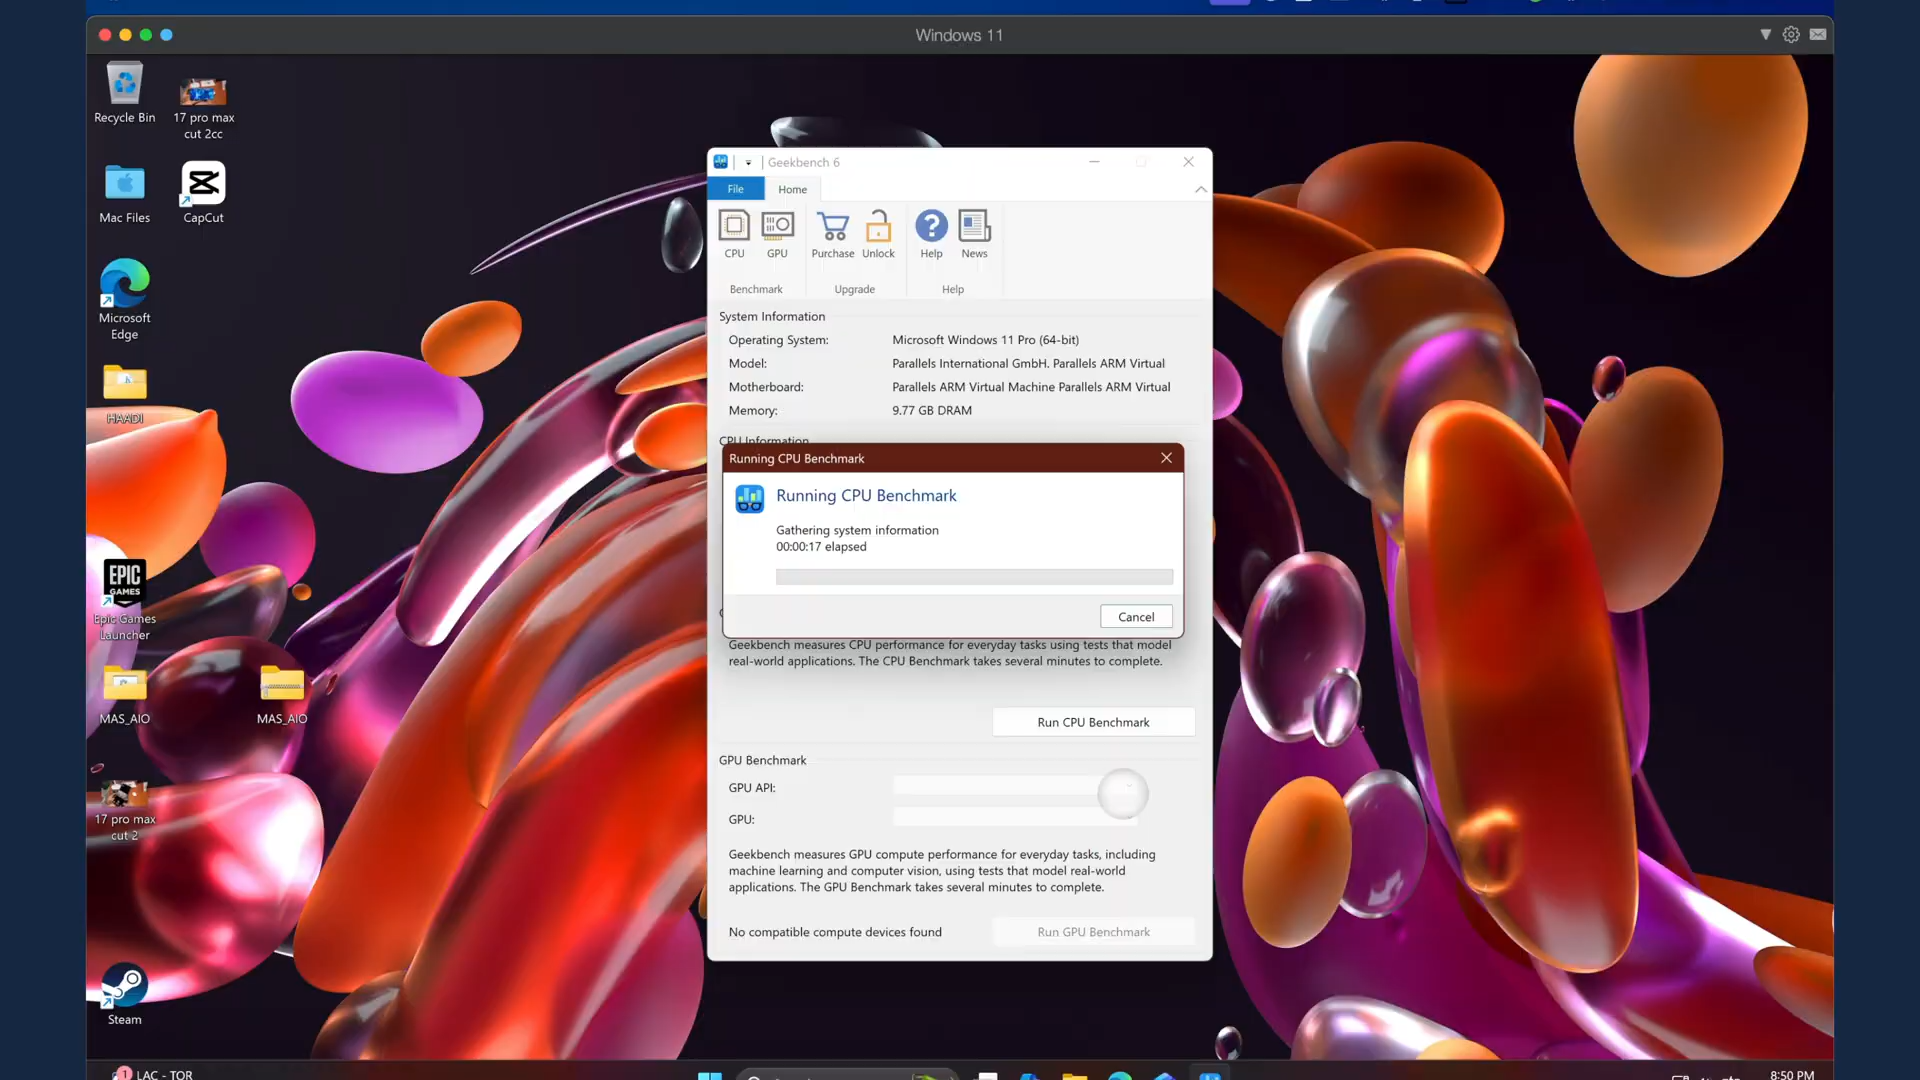 Windows 11
Recycle Bin
17 pro max
cut 2cc
Mac Files
CapCut
Microsoft
Edge
HAADI
EPIC
GAMES
Epic Games
Launcher
MAS_AIO
MAS_AIO
17 pro max
cut 2
Steam
Geekbench 6
File
Home
CPU
GPU
Purchase
Unlock
Help
News
Benchmark
Upgrade
Help
System Information
Operating System:
Microsoft Windows 11 Pro (64-bit)
Model:
Parallels International GmbH. Parallels ARM Virtual
Motherboard:
Parallels ARM Virtual Machine Parallels ARM Virtual
Memory:
9.77 GB DRAM
CPU Information
Running CPU Benchmark
Running CPU Benchmark
Gathering system information
00:00:17 elapsed
Cancel
Geekbench measures CPU performance for everyday tasks using tests that model
real-world applications. The CPU Benchmark takes several minutes to complete.
Run CPU Benchmark
GPU Benchmark
GPU API:
GPU:
Geekbench measures GPU compute performance for everyday tasks, including
machine learning and computer vision, using tests that model real-world
applications. The GPU Benchmark takes several minutes to complete.
No compatible compute devices found
Run GPU Benchmark
1
LAC - TOR
8:50 PM